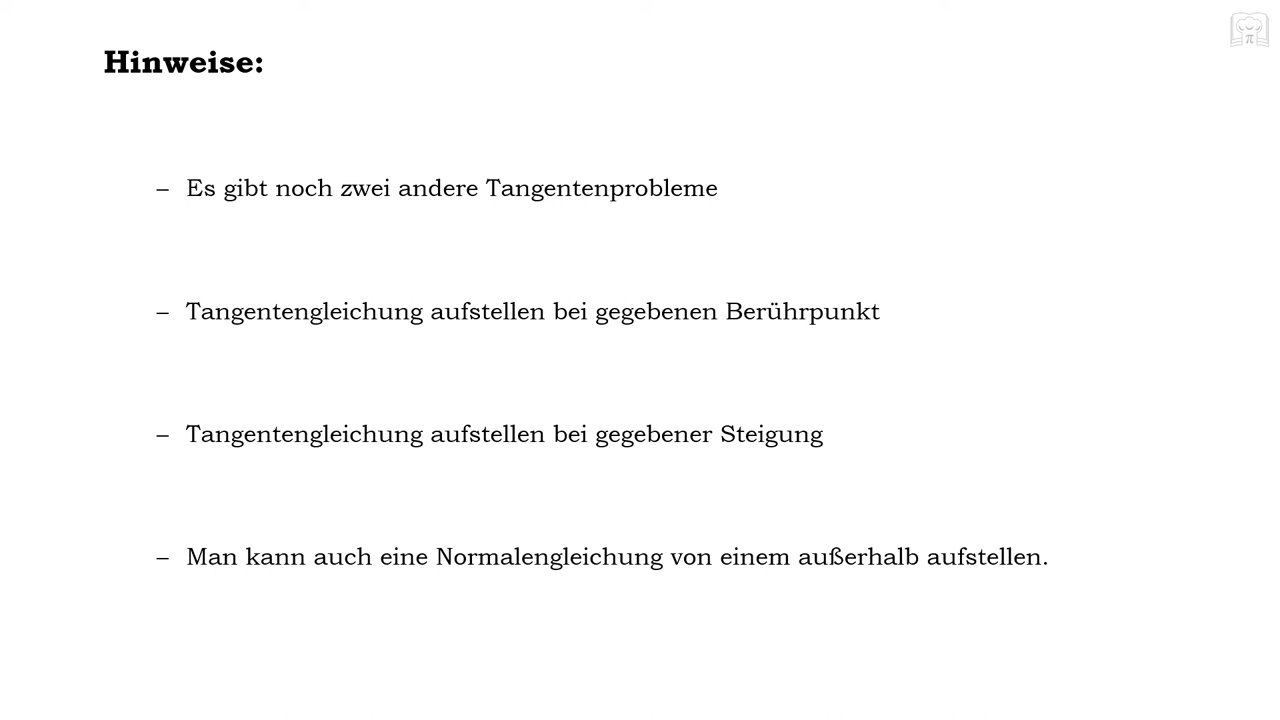 Hinweise:
– Es gibt noch zwei andere Tangentenprobleme
– Tangentengleichung aufstellen bei gegebenen Berührpunkt
– Tangentengleichung aufstellen bei gegebener Steigung
– Man kann auch eine Normalengleichung von einem außerhalb aufstellen.
π